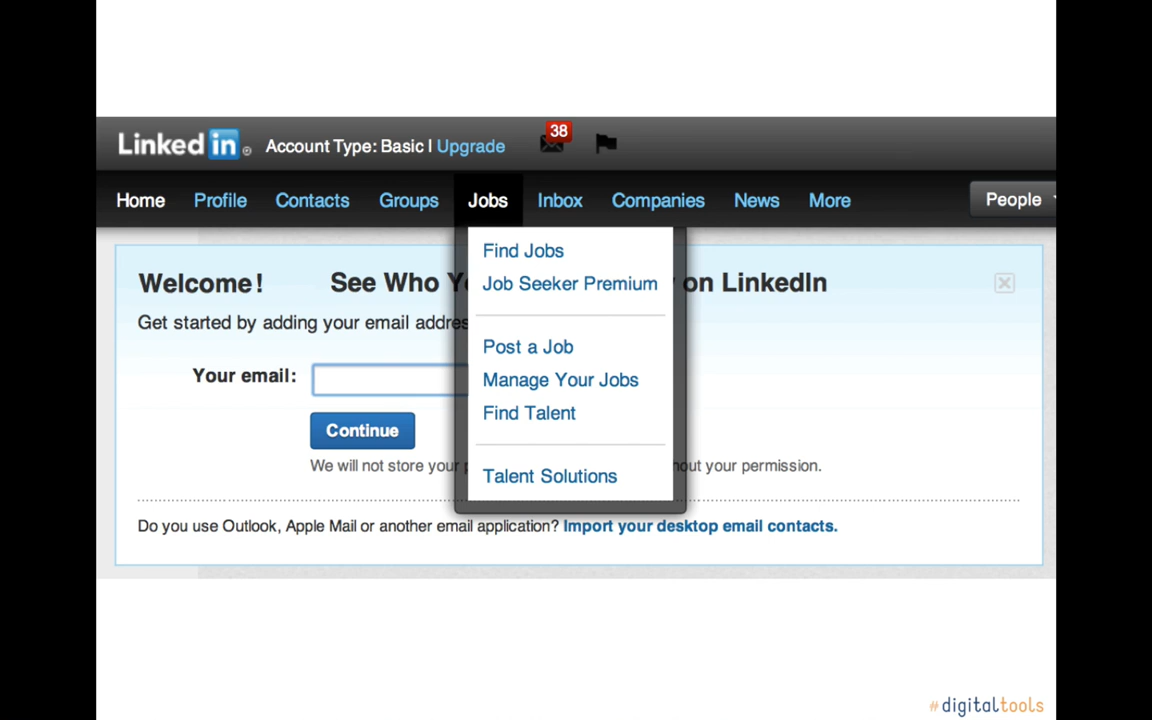 Linked in ® Account Type: Basic | Upgrade 38
Home Profile Contacts Groups Jobs Inbox Companies News More People
Find Jobs
Welcome! See Who Y on LinkedIn
Job Seeker Premium
Get started by adding your email addres
Post a Job
Your email:
Manage Your Jobs
Find Talent
Continue
We will not store your out your permission.
Talent Solutions
Do you use Outlook, Apple Mail or another email application? Import your desktop email contacts.
#digitaltools